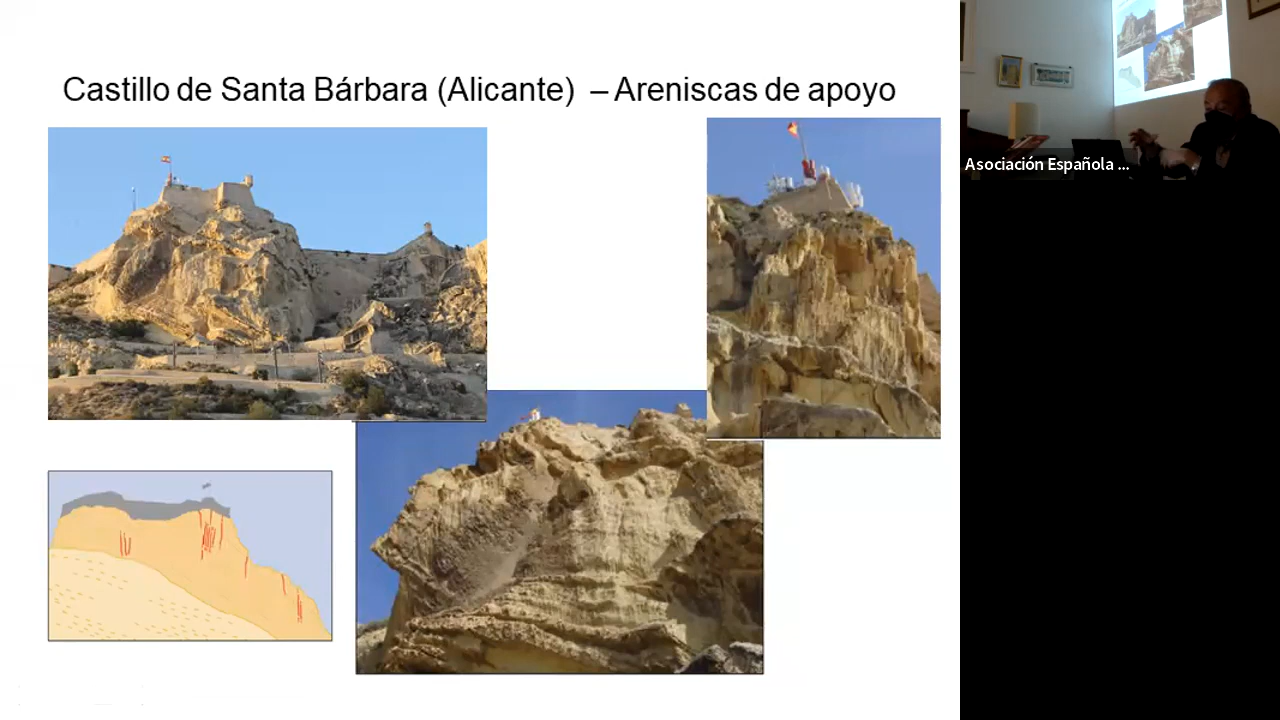 Castillo de Santa Bárbara (Alicante) – Areniscas de apoyo
Asociación Española ...